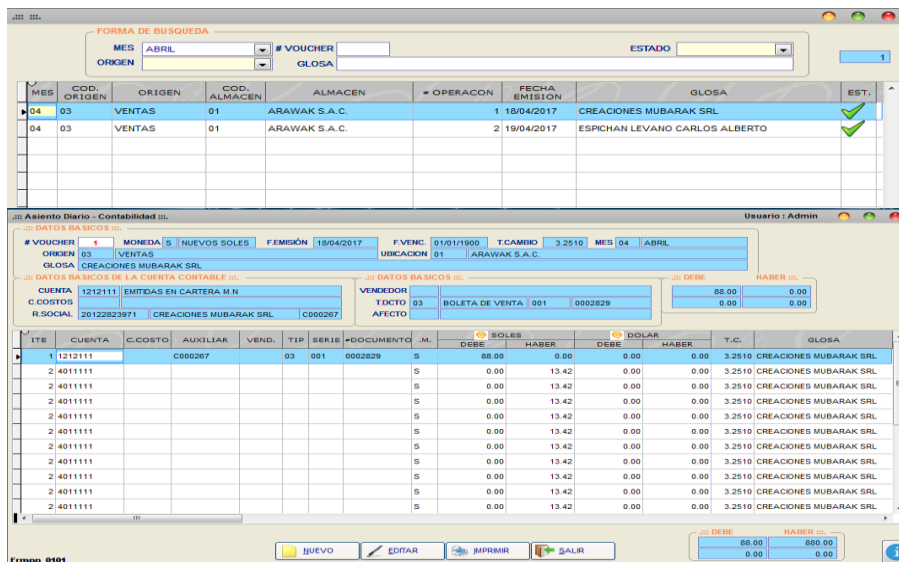 .::: :::.
FORMA DE BUSQUEDA
MES ABRIL # VOUCHER ESTADO
ORIGEN GLOSA
1
MES COD. ORIGEN ORIGEN COD. ALMACEN ALMACEN # OPERACON FECHA EMISIÓN GLOSA EST.
04 03 VENTAS 01 ARAWAK S.A.C. 1 18/04/2017 CREACIONES MUBARAK SRL
04 03 VENTAS 01 ARAWAK S.A.C. 2 19/04/2017 ESPICHAN LEVANO CARLOS ALBERTO
.::: Asiento Diario - Contabilidad :::. Usuario : Admin
.::: DATOS BASICOS :::.
# VOUCHER 1 MONEDA S NUEVOS SOLES F.EMISIÓN 18/04/2017 F.VENC. 01/01/1900 T.CAMBIO 3.2510 MES 04 ABRIL
ORIGEN 03 VENTAS UBICACION 01 ARAWAK S.A.C.
GLOSA CREACIONES MUBARAK SRL
.::: DATOS BASICOS DE LA CUENTA CONTABLE :::. .::: DATOS BASICOS :::. .::: DEBE HABER :::.
CUENTA 1212111 EMITIDAS EN CARTERA M.N VENDEDOR 88.00 0.00
C.COSTOS T.DCTO 03 BOLETA DE VENTA 001 0002829 0.00 0.00
R.SOCIAL 20122823971 CREACIONES MUBARAK SRL C000267 AFECTO
ITE CUENTA C.COSTO AUXILIAR VEND. TIP SERIE #DOCUMENTO .M. SOLES DEBE HABER DOLAR DEBE HABER T.C. GLOSA
1 1212111 C000267 03 001 0002829 S 88.00 0.00 0.00 0.00 3.2510 CREACIONES MUBARAK SRL
2 4011111 S 0.00 13.42 0.00 0.00 3.2510 CREACIONES MUBARAK SRL
2 4011111 S 0.00 13.42 0.00 0.00 3.2510 CREACIONES MUBARAK SRL
2 4011111 S 0.00 13.42 0.00 0.00 3.2510 CREACIONES MUBARAK SRL
2 4011111 S 0.00 13.42 0.00 0.00 3.2510 CREACIONES MUBARAK SRL
2 4011111 S 0.00 13.42 0.00 0.00 3.2510 CREACIONES MUBARAK SRL
2 4011111 S 0.00 13.42 0.00 0.00 3.2510 CREACIONES MUBARAK SRL
2 4011111 S 0.00 13.42 0.00 0.00 3.2510 CREACIONES MUBARAK SRL
2 4011111 S 0.00 13.42 0.00 0.00 3.2510 CREACIONES MUBARAK SRL
2 4011111 S 0.00 13.42 0.00 0.00 3.2510 CREACIONES MUBARAK SRL
2 4011111 S 0.00 13.42 0.00 0.00 3.2510 CREACIONES MUBARAK SRL
.::: DEBE HABER :::.
NUEVO EDITAR IMPRIMIR SALIR 88.00 880.00
0.00 0.00
Frmpp_0101